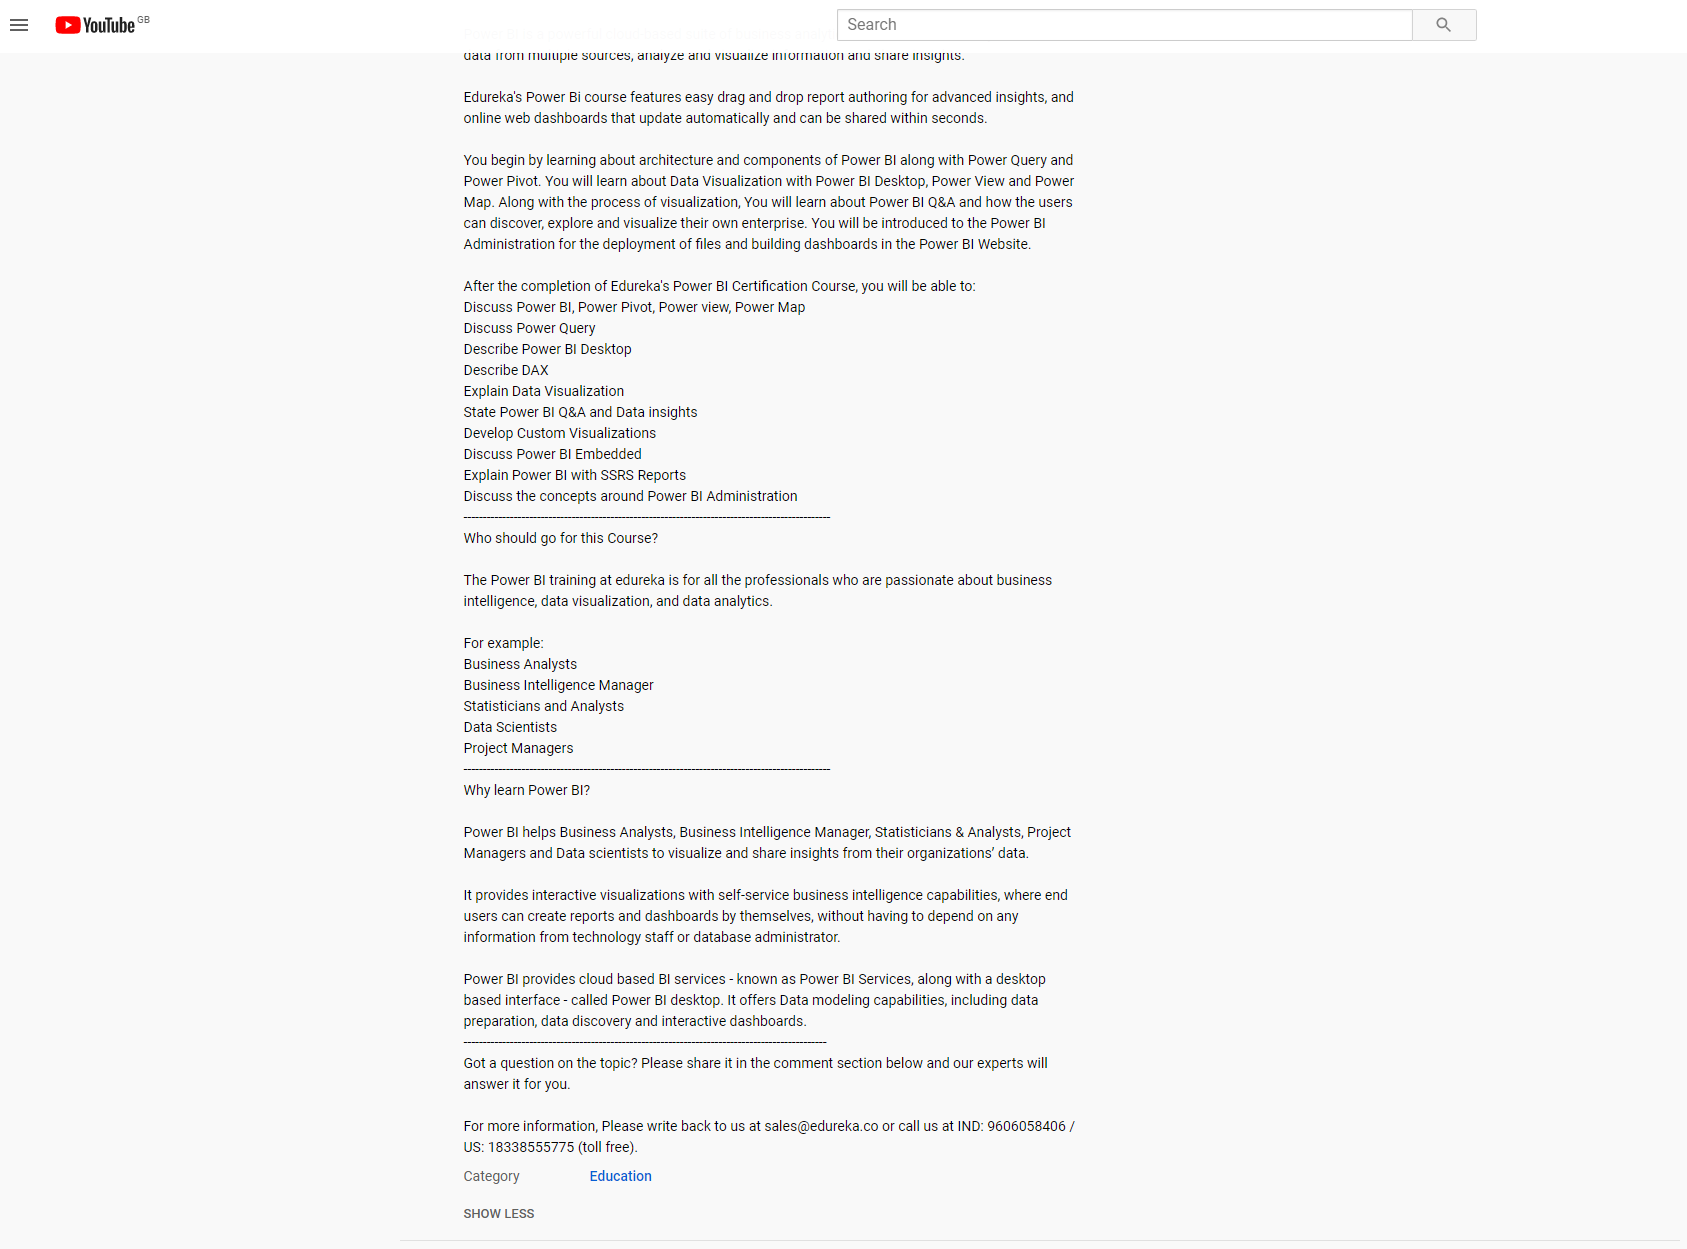 YouTube GB
Search
data from multiple sources, analyze and visualize information and share insights.
Edureka's Power Bi course features easy drag and drop report authoring for advanced insights, and
online web dashboards that update automatically and can be shared within seconds.
You begin by learning about architecture and components of Power BI along with Power Query and
Power Pivot. You will learn about Data Visualization with Power BI Desktop, Power View and Power
Map. Along with the process of visualization, You will learn about Power BI Q&A and how the users
can discover, explore and visualize their own enterprise. You will be introduced to the Power BI
Administration for the deployment of files and building dashboards in the Power BI Website.
After the completion of Edureka's Power BI Certification Course, you will be able to:
Discuss Power BI, Power Pivot, Power view, Power Map
Discuss Power Query
Describe Power BI Desktop
Describe DAX
Explain Data Visualization
State Power BI Q&A and Data insights
Develop Custom Visualizations
Discuss Power BI Embedded
Explain Power BI with SSRS Reports
Discuss the concepts around Power BI Administration
Who should go for this Course?
The Power BI training at edureka is for all the professionals who are passionate about business
intelligence, data visualization, and data analytics.
For example:
Business Analysts
Business Intelligence Manager
Statisticians and Analysts
Data Scientists
Project Managers
Why learn Power BI?
Power BI helps Business Analysts, Business Intelligence Manager, Statisticians & Analysts, Project
Managers and Data scientists to visualize and share insights from their organizations’ data.
It provides interactive visualizations with self-service business intelligence capabilities, where end
users can create reports and dashboards by themselves, without having to depend on any
information from technology staff or database administrator.
Power BI provides cloud based BI services - known as Power BI Services, along with a desktop
based interface - called Power BI desktop. It offers Data modeling capabilities, including data
preparation, data discovery and interactive dashboards.
Got a question on the topic? Please share it in the comment section below and our experts will
answer it for you.
For more information, Please write back to us at sales@edureka.co or call us at IND: 9606058406 /
US: 18338555775 (toll free).
Category Education
SHOW LESS